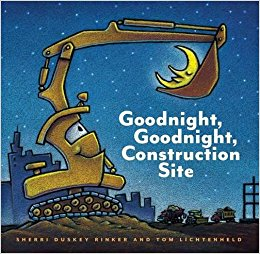 Goodnight,
Goodnight,
Construction
Site
SHERRI DUSKEY RINKER AND TOM LICHTENHELD